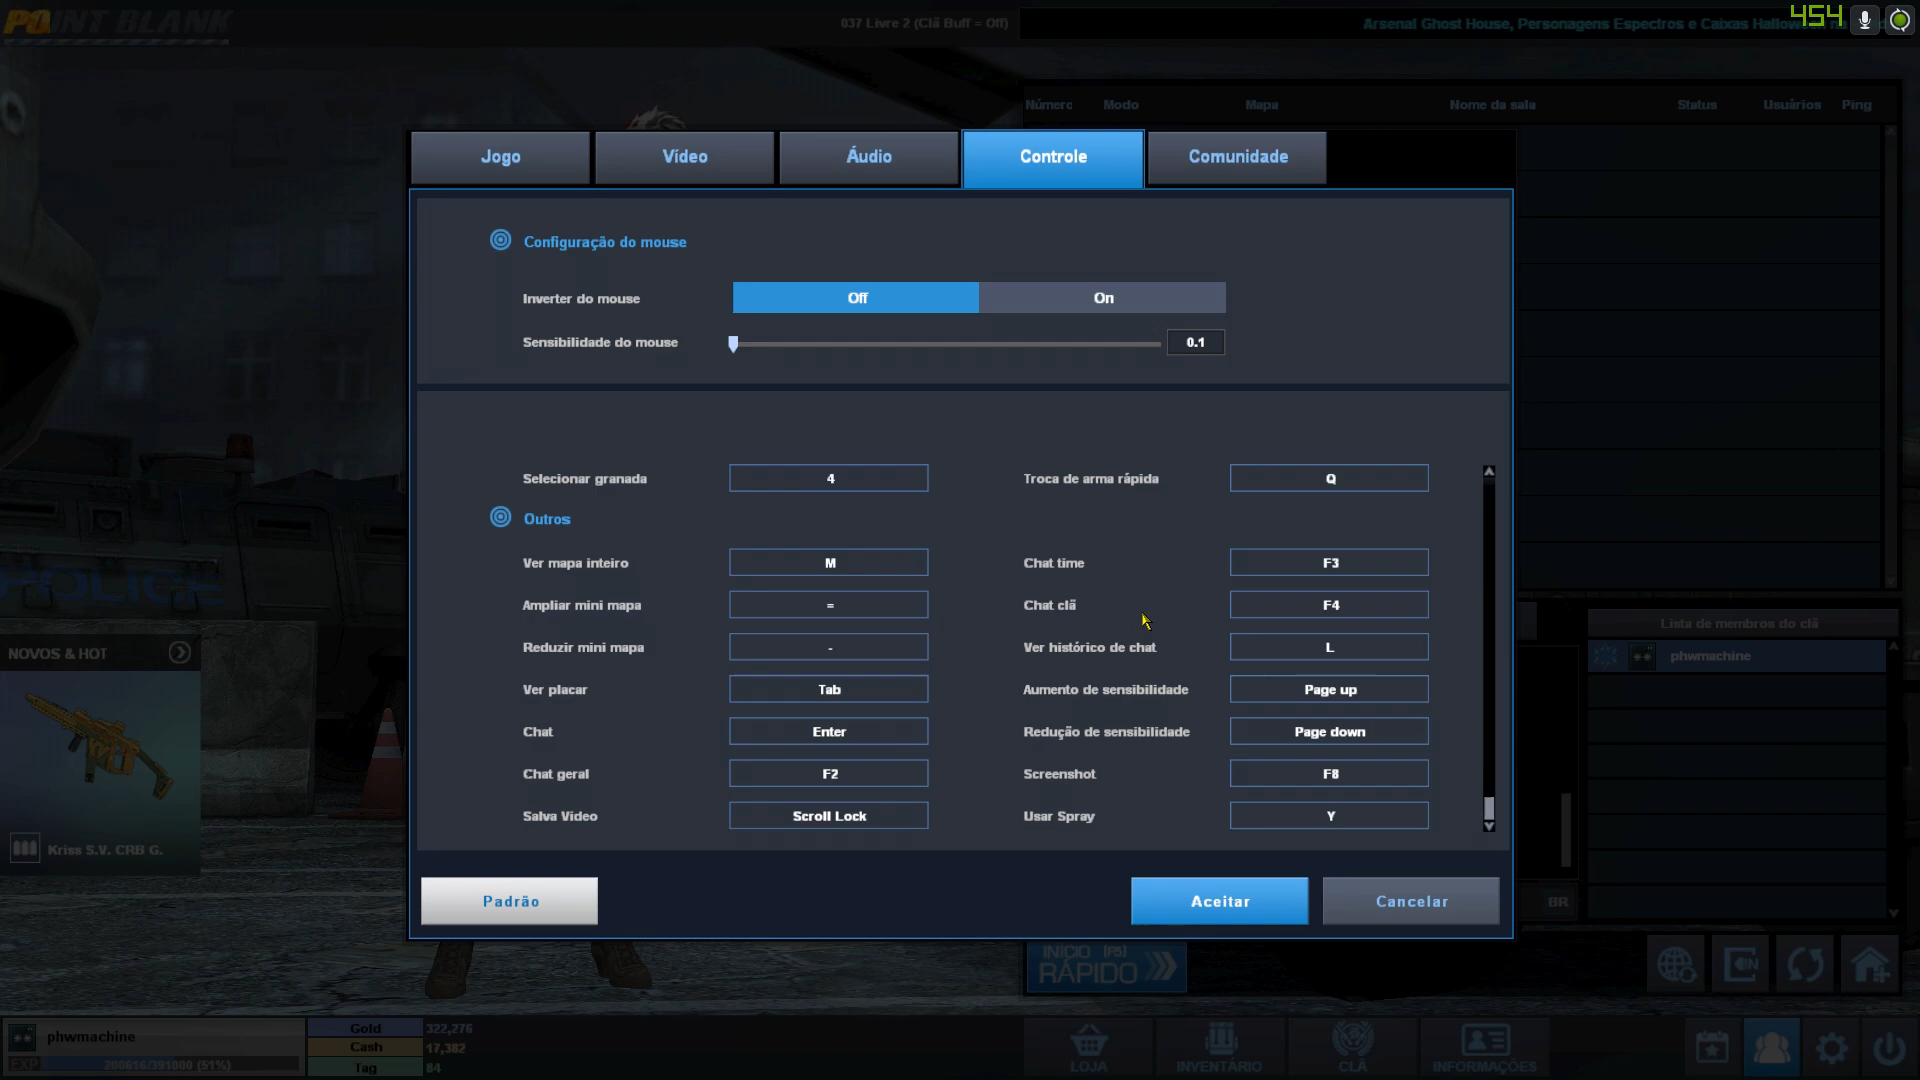 POINT BLANK
037 Livre 2 (Clã Buff = Off)
Arsenal Ghost House, Personagens Espectros e Caixas Hallow
454
Número Modo Mapa Nome da sala Status Usuários Ping
Jogo Vídeo Áudio Controle Comunidade
Configuração do mouse
Inverter do mouse Off On
Sensibilidade do mouse 0.1
Selecionar granada 4 Troca de arma rápida Q
Outros
Ver mapa inteiro M Chat time F3
Ampliar mini mapa = Chat clã F4
Reduzir mini mapa - Ver histórico de chat L
Ver placar Tab Aumento de sensibilidade Page up
Chat Enter Redução de sensibilidade Page down
Chat geral F2 Screenshot F8
Salva Video Scroll Lock Usar Spray Y
Padrão Aceitar Cancelar
POLICE
NOVOS & HOT
Kriss S.V. CRB G.
Lista de membros do clã
phwmachine
BR
INÍCIO [F5]
RÁPIDO
phwmachine
EXP 200616/391000 (51%)
Gold 322,276
Cash 17,382
Tag 84
LOJA INVENTÁRIO CLÃ INFORMAÇÕES